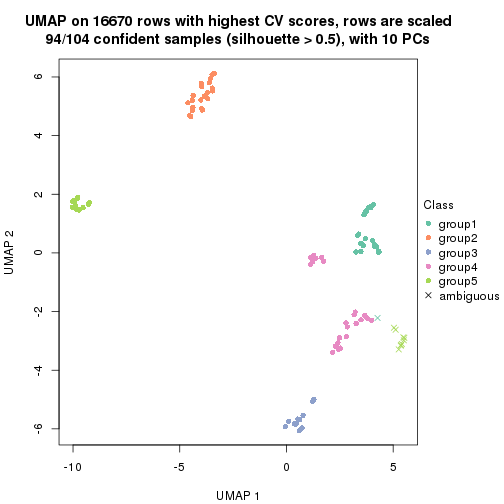 UMAP on 16670 rows with highest CV scores, rows are scaled
94/104 confident samples (silhouette > 0.5), with 10 PCs
6
4
2
0
-2
-4
-6
UMAP 2
-10
-5
0
5
UMAP 1
Class
group1
group2
group3
group4
group5
ambiguous